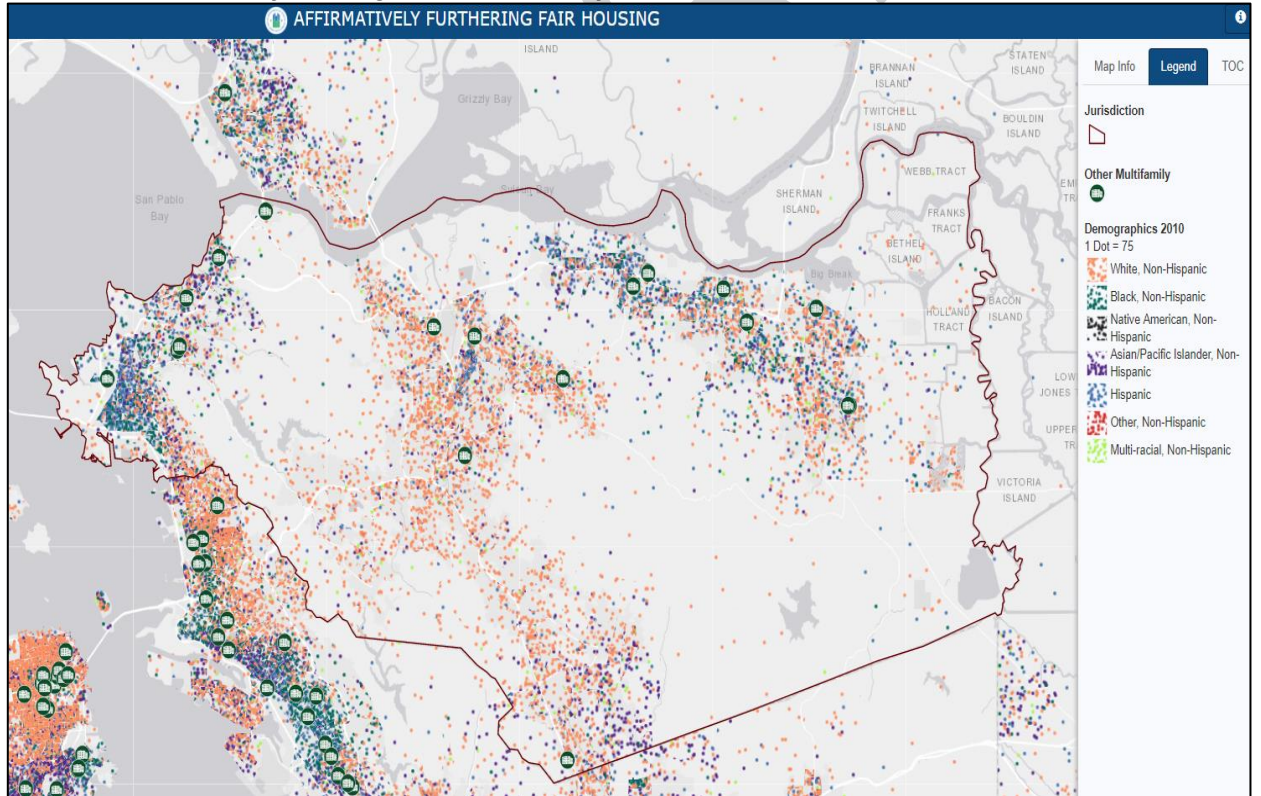 AFFIRMATIVELY FURTHERING FAIR HOUSING
Map Info
Legend
TOC
Jurisdiction
Other Multifamily
Demographics 2010
1 Dot = 75
White, Non-Hispanic
Black, Non-Hispanic
Native American, Non-
Hispanic
Asian/Pacific Islander, Non-
Hispanic
Hispanic
Other, Non-Hispanic
Multi-racial, Non-Hispanic
ISLAND
Grizzly Bay
San Pablo
Bay
BRANNAN
ISLAND
STATEN
ISLAND
TWITCHELL
ISLAND
BOULDIN
ISLAND
WEBB TRACT
SHERMAN
ISLAND
FRANKS
TRACT
BETHEL
ISLAND
Big Break
HOLLAND
TRACT
BACON
ISLAND
JONES
UPPER
VICTORIA
ISLAND